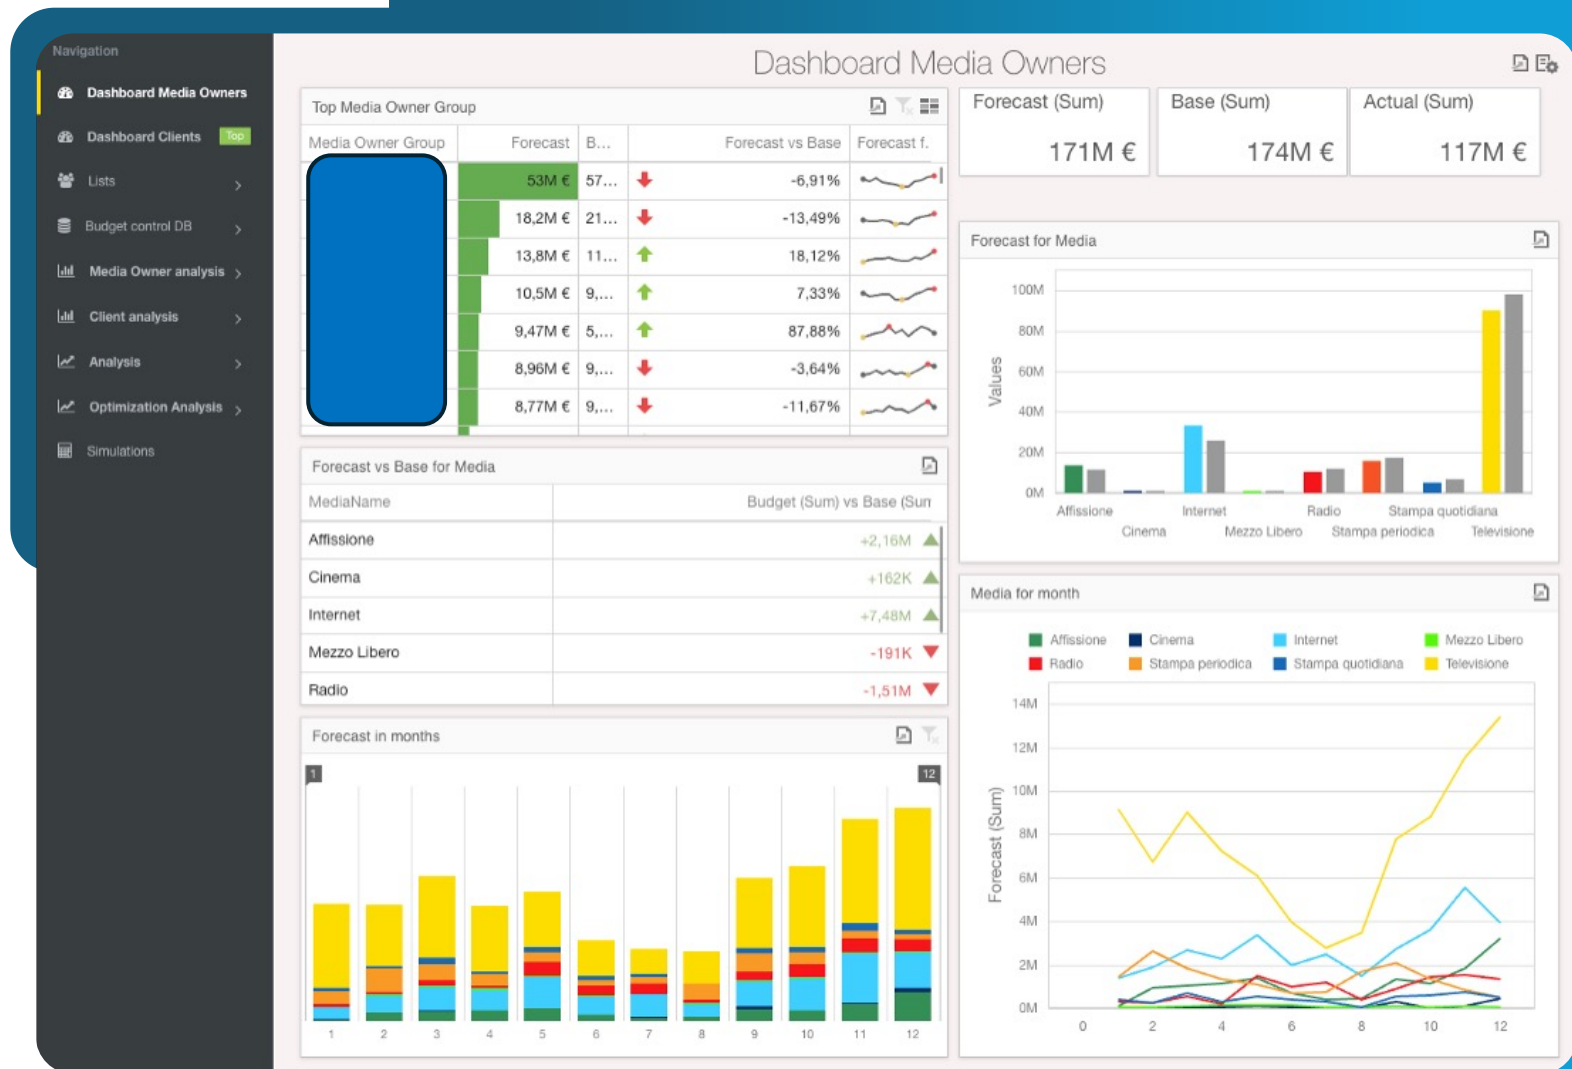 Navigation
Dashboard Media Owners
Dashboard Clients Top
Lists
Budget control DB
Media Owner analysis
Client analysis
Analysis
Optimization Analysis
Simulations
Dashboard Media Owners
Top Media Owner Group
Media Owner Group Forecast B... Forecast vs Base Forecast f.
53M € 57... -6,91%
18,2M € 21... -13,49%
13,8M € 11... 18,12%
10,5M € 9,... 7,33%
9,47M € 5,... 87,88%
8,96M € 9,... -3,64%
8,77M € 9,... -11,67%
Forecast (Sum)
171M €
Base (Sum)
174M €
Actual (Sum)
117M €
Forecast vs Base for Media
MediaName Budget (Sum) vs Base (Sum
Affissione +2,16M
Cinema +162K
Internet +7,48M
Mezzo Libero -191K
Radio -1,51M
Forecast for Media
Values
100M
80M
60M
40M
20M
0M
Affissione Internet Radio Stampa quotidiana
Cinema Mezzo Libero Stampa periodica Televisione
Forecast in months
1 12
1 2 3 4 5 6 7 8 9 10 11 12
Media for month
Affissione Cinema Internet Mezzo Libero
Radio Stampa periodica Stampa quotidiana Televisione
Forecast (Sum)
14M
12M
10M
8M
6M
4M
2M
0M
0 2 4 6 8 10 12